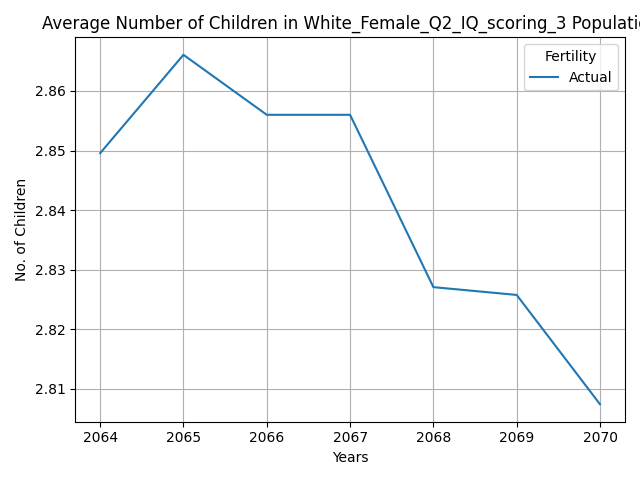 Average Number of Children in White_Female_Q2_IQ_scoring_3 Populatio
Fertility
Actual
2.86
2.85
2.84
2.83
2.82
2.81
No. of Children
2064 2065 2066 2067 2068 2069 2070
Years